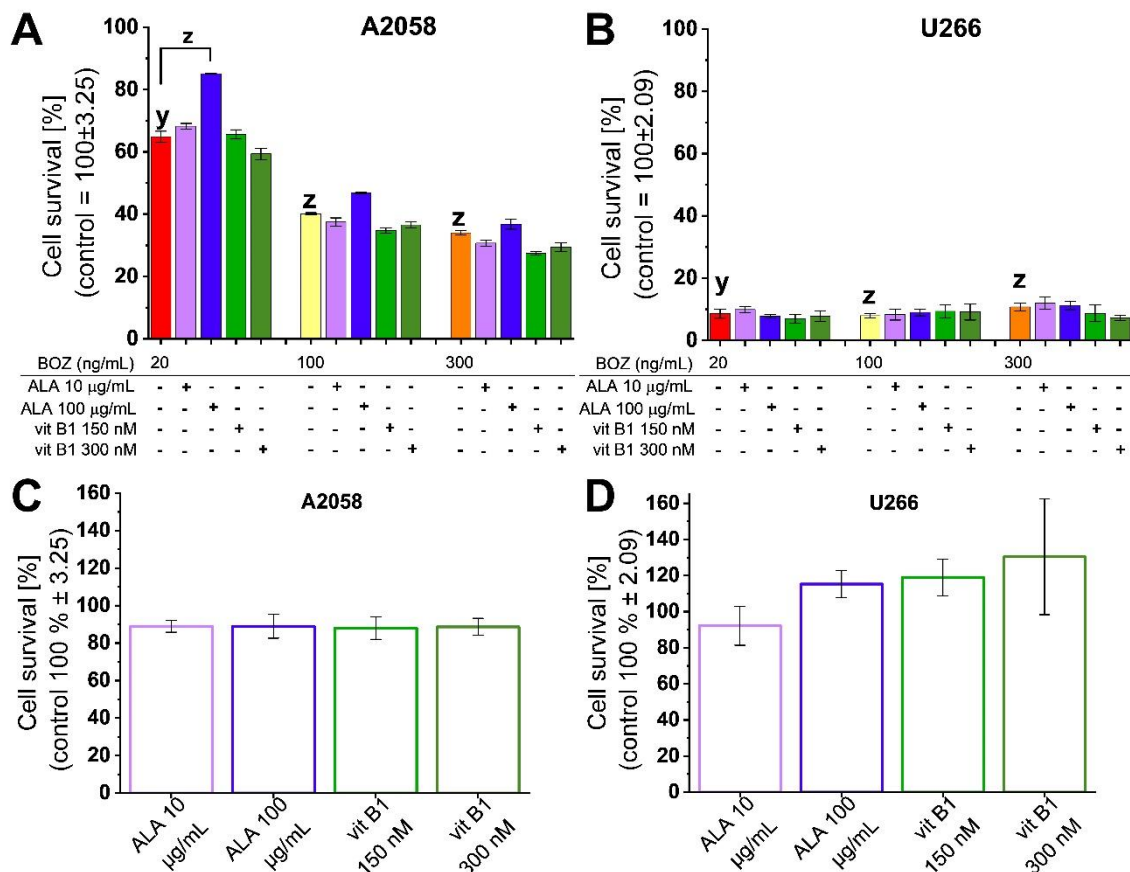 A
A2058
Cell survival [%]
(control = 100±3.25)
100
80
60
40
20
0
z
y
z
z
BOZ (ng/mL) 20 100 300
ALA 10 µg/mL - + - - - - + - - - - + - - -
ALA 100 µg/mL - - + - - - - + - - - - + - -
vit B1 150 nM - - - + - - - - + - - - - + -
vit B1 300 nM - - - - + - - - - + - - - - +
B
U266
Cell survival [%]
(control = 100±2.09)
100
80
60
40
20
0
y
z
z
BOZ (ng/mL) 20 100 300
ALA 10 µg/mL - + - - - - + - - - - + - - -
ALA 100 µg/mL - - + - - - - + - - - - + - -
vit B1 150 nM - - - + - - - - + - - - - + -
vit B1 300 nM - - - - + - - - - + - - - - +
C
A2058
Cell survival [%]
(control 100 % ± 3.25)
160
140
120
100
80
60
40
20
0
ALA 10
µg/mL
ALA 100
µg/mL
vit B1
150 nM
vit B1
300 nM
D
U266
Cell survival [%]
(control 100 % ± 2.09)
160
140
120
100
80
60
40
20
0
ALA 10
µg/mL
ALA 100
µg/mL
vit B1
150 nM
vit B1
300 nM